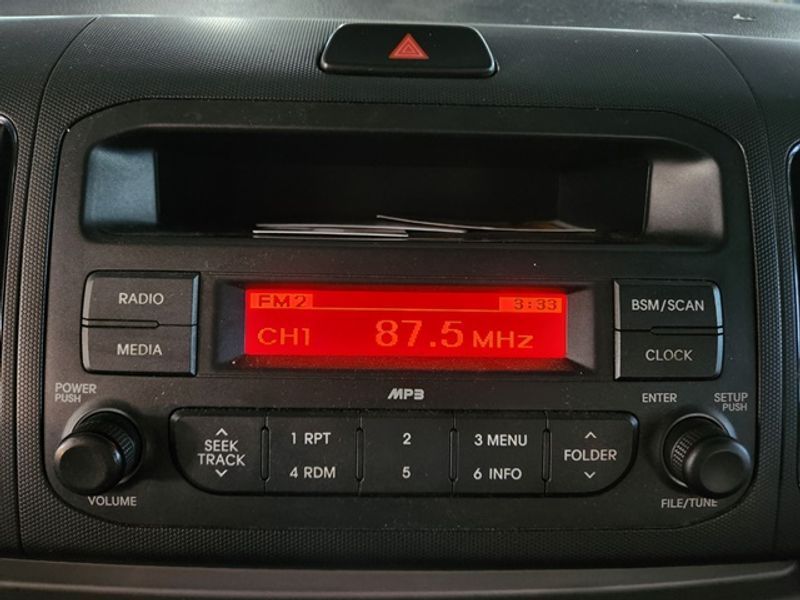 FM2 3:33
CH1 87.5 MHz
RADIO
MEDIA
BSM/SCAN
CLOCK
MP3
POWER
PUSH
VOLUME
SEEK
TRACK
1 RPT
4 RDM
2
5
3 MENU
6 INFO
FOLDER
ENTER
SETUP
PUSH
FILE/TUNE